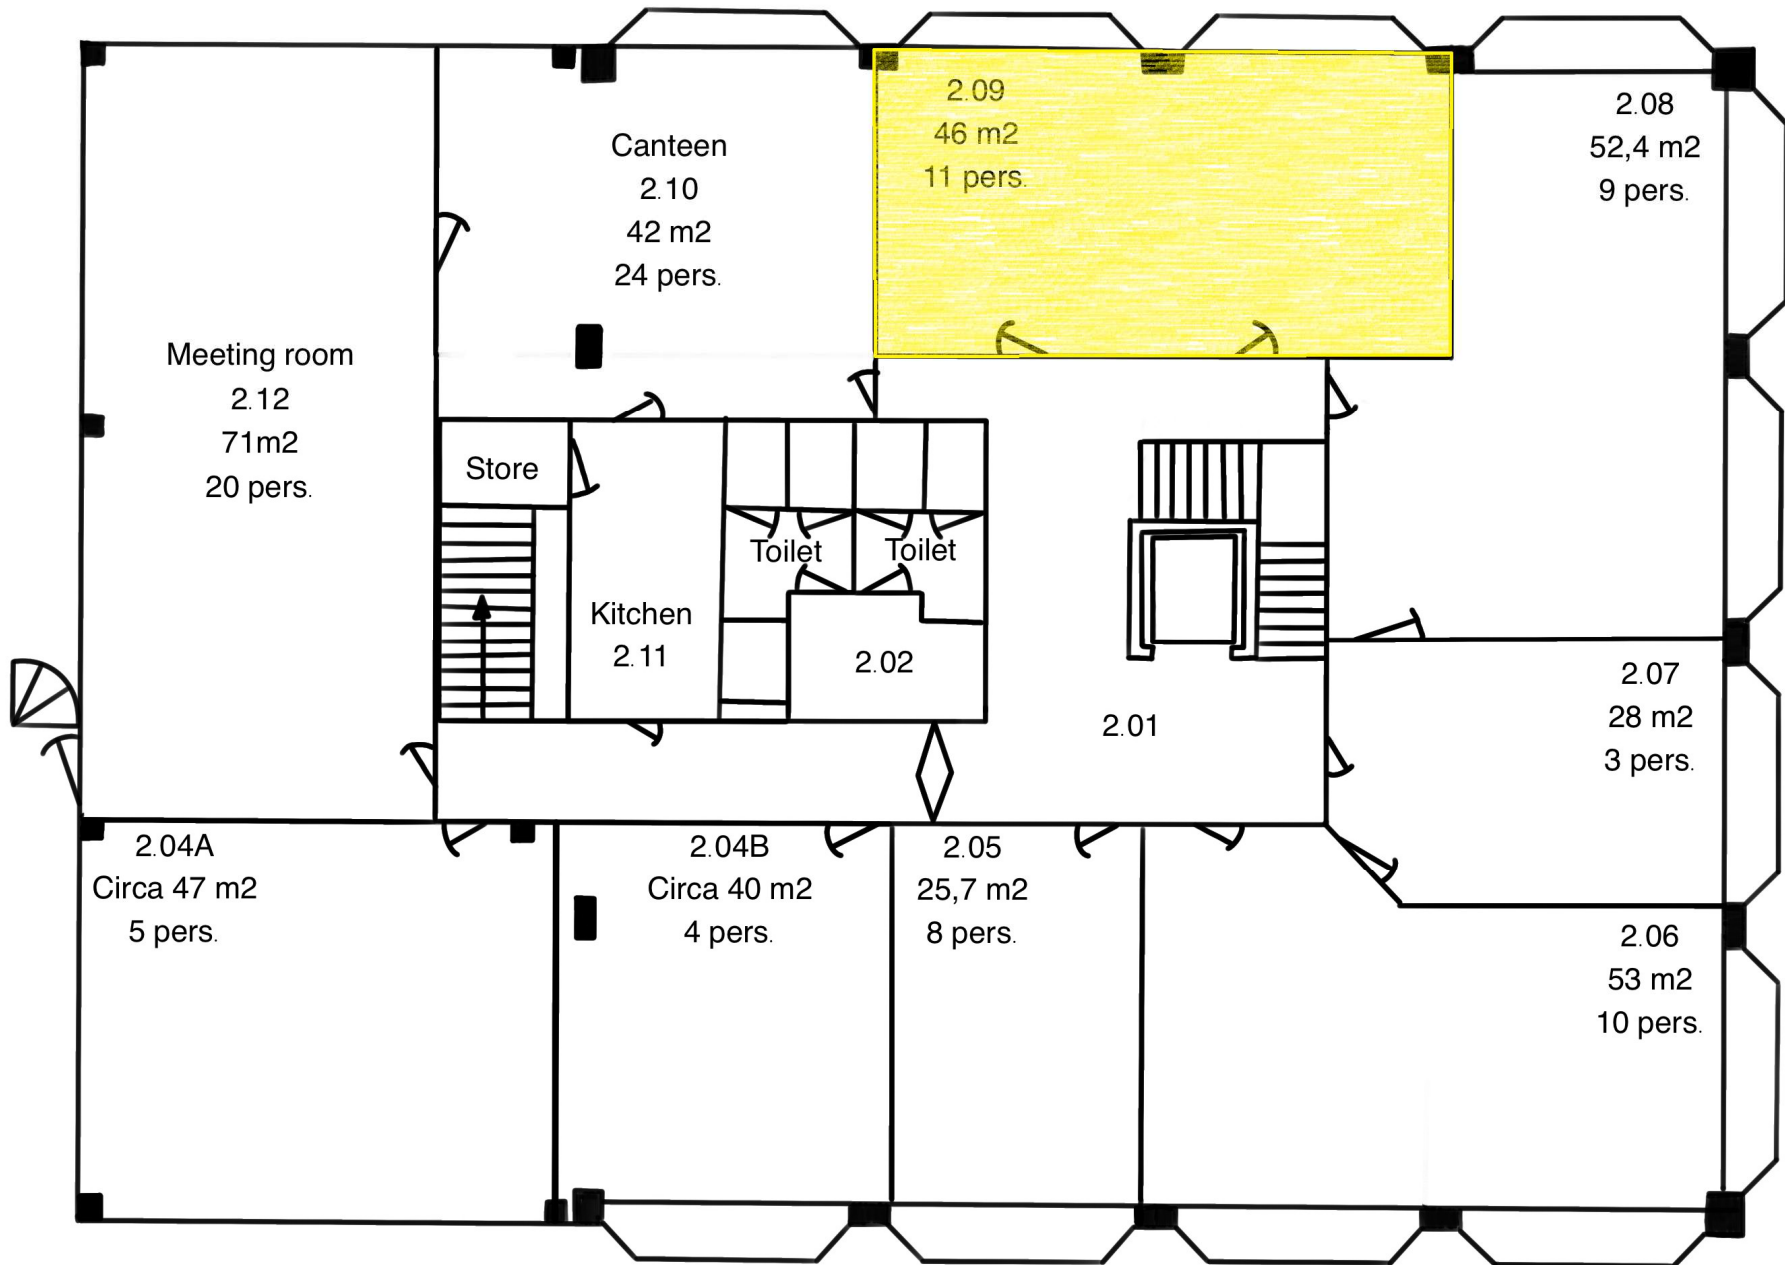 2.09
46 m2
11 pers.
2.08
52,4 m2
9 pers.
Canteen
2.10
42 m2
24 pers.
Meeting room
2.12
71m2
20 pers.
Store
Toilet
Toilet
Kitchen
2.11
2.02
2.01
2.07
28 m2
3 pers.
2.04A
Circa 47 m2
5 pers.
2.04B
Circa 40 m2
4 pers.
2.05
25,7 m2
8 pers.
2.06
53 m2
10 pers.